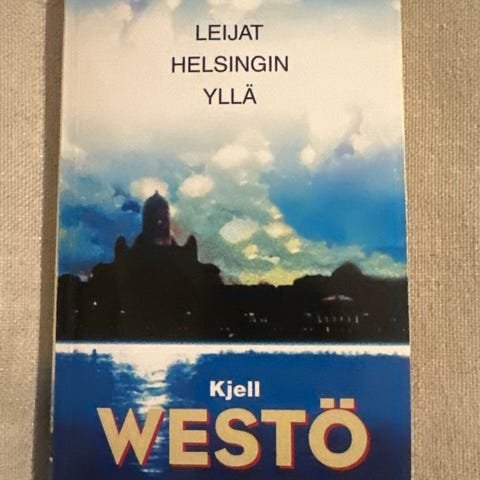 LEIJAT
HELSINGIN
YLLÄ
Kjell
WESTÖ